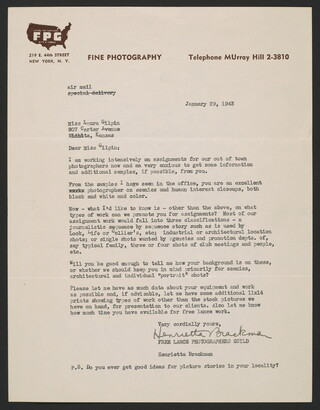 FPG
219 E. 44th STREET
NEW YORK, N. Y.
FINE PHOTOGRAPHY
Telephone MUrray Hill 2-3810
air mail
special delivery
January 29, 1943
Miss Laura Gilpin
807 Carter Avenue
Wichita, Kansas
Dear Miss Gilpin:
I am working intensively on assignments for our out of town
photographers now and am very anxious to get some information
and additional samples, if possible, from you.
From the samples I have seen in the office, you are an excellent
photographer on scenics and human interest closeups, both
black and white and color.
Now - what I'd like to know is - other than the above, on what
types of work can we promote you for assignments? Most of our
assignment work would fall into three classifications - a
journalistic sequence by sequence story such as is used by
Look, Life or Collier's, etc; industrial or architectural location
photos; or single shots wanted by agencies and promotion depts. of,
say typical family, three or four shots of club meetings and people,
etc.
Will you be good enough to tell me how your background is on these,
or whether we should keep you in mind primarily for scenics,
architectural and individual "portrait" shots?
Please let me have as much data about your equipment and work
as possible and, if advisable, let me have some additional 11x14
prints showing types of work other than the stock pictures we
have on hand, for presentation to our clients. Also let me know
how much time you have available for free lance work.
Very cordially yours,
Henrietta Brackman
FREE LANCE PHOTOGRAPHERS GUILD
Henrietta Brackman
P.S. Do you ever get good ideas for picture stories in your locality?